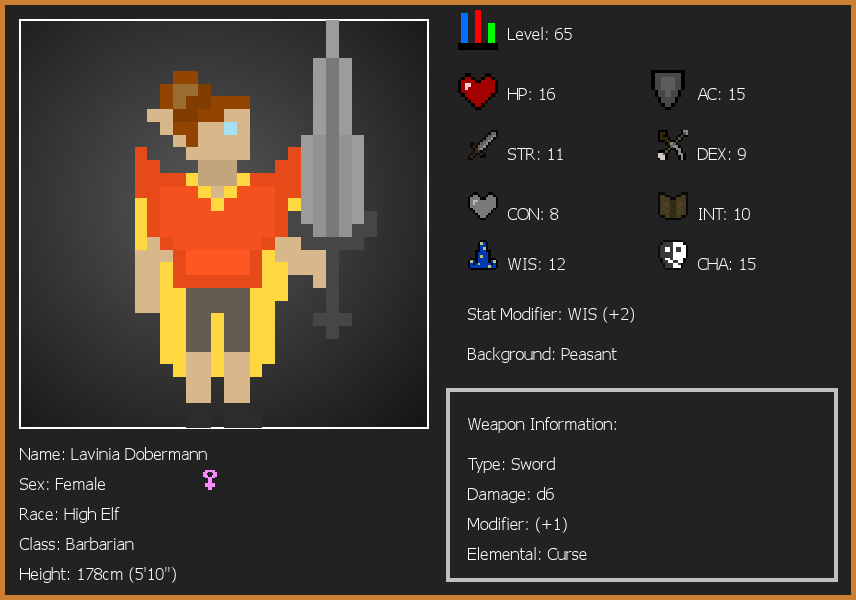 Level: 65
HP: 16
AC: 15
STR: 11
DEX: 9
CON: 8
INT: 10
WIS: 12
CHA: 15
Stat Modifier: WIS (+2)
Background: Peasant
Weapon Information:
Type: Sword
Damage: d6
Modifier: (+1)
Elemental: Curse
Name: Lavinia Dobermann
Sex: Female
Race: High Elf
Class: Barbarian
Height: 178cm (5'10")